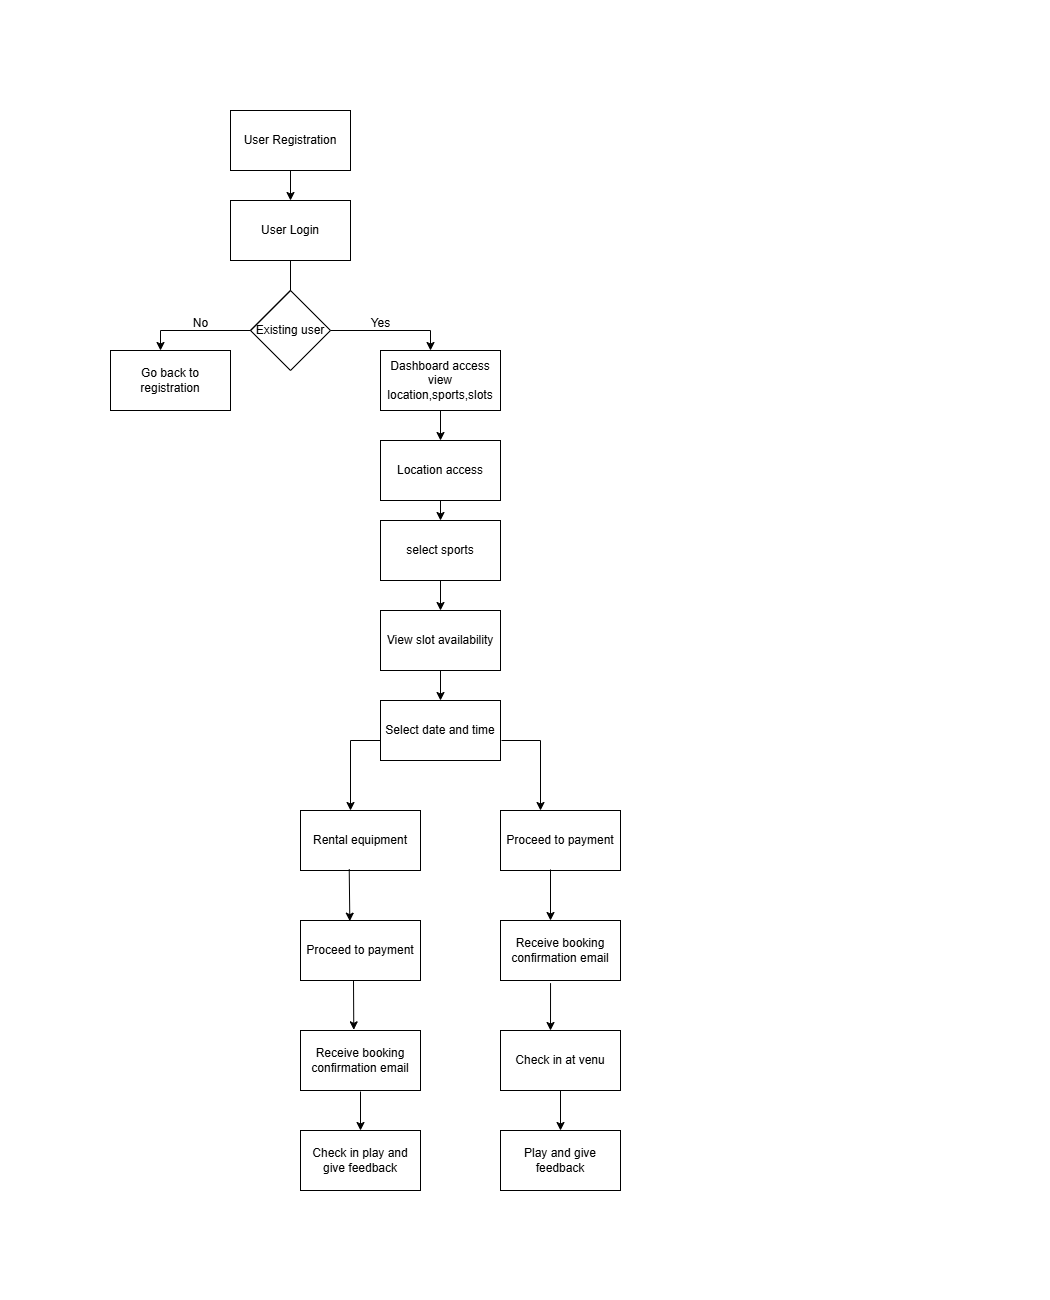 User Registration
User Login
No
Existing user
Yes
Go back to
registration
Dashboard access
view
location,sports,slots
Location access
select sports
View slot availability
Select date and time
Rental equipment
Proceed to payment
Proceed to payment
Receive booking
confirmation email
Receive booking
confirmation email
Check in at venu
Check in play and
give feedback
Play and give
feedback